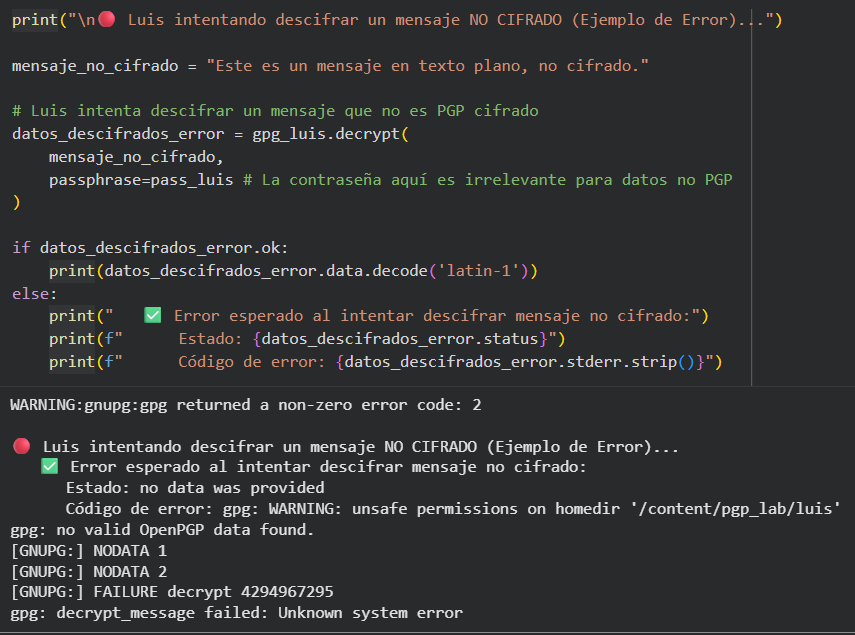 print("\n🔴 Luis intentando descifrar un mensaje NO CIFRADO (Ejemplo de Error)...")
mensaje_no_cifrado = "Este es un mensaje en texto plano, no cifrado."
# Luis intenta descifrar un mensaje que no es PGP cifrado
datos_descifrados_error = gpg_luis.decrypt(
    mensaje_no_cifrado,
    passphrase=pass_luis # La contraseña aquí es irrelevante para datos no PGP
)
if datos_descifrados_error.ok:
    print(datos_descifrados_error.data.decode('latin-1'))
else:
    print("   ✅ Error esperado al intentar descifrar mensaje no cifrado:")
    print(f"      Estado: {datos_descifrados_error.status}")
    print(f"      Código de error: {datos_descifrados_error.stderr.strip()}")
WARNING:gnupg:gpg returned a non-zero error code: 2
🔴 Luis intentando descifrar un mensaje NO CIFRADO (Ejemplo de Error)...
   ✅ Error esperado al intentar descifrar mensaje no cifrado:
      Estado: no data was provided
      Código de error: gpg: WARNING: unsafe permissions on homedir '/content/pgp_lab/luis'
gpg: no valid OpenPGP data found.
[GNUPG:] NODATA 1
[GNUPG:] NODATA 2
[GNUPG:] FAILURE decrypt 4294967295
gpg: decrypt_message failed: Unknown system error